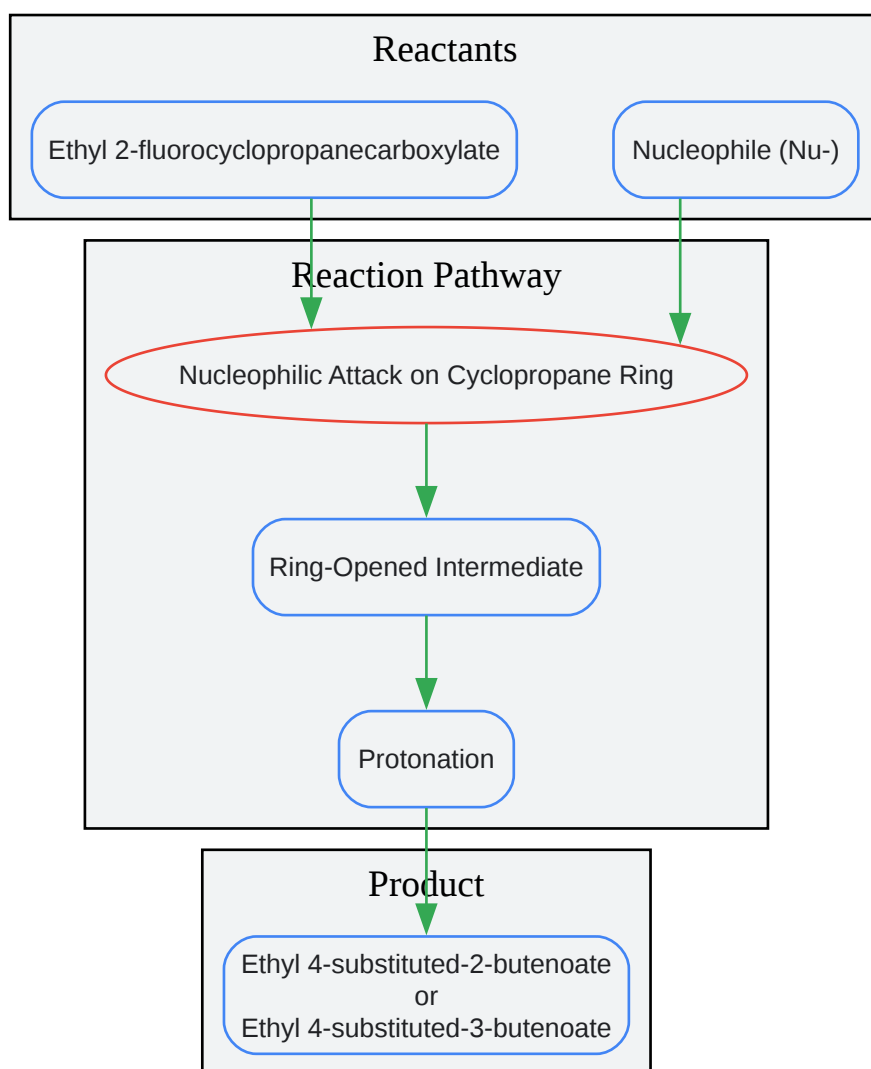 Reactants
Ethyl 2-fluorocyclopropanecarboxylate
Nucleophile (Nu-)
Reaction Pathway
Nucleophilic Attack on Cyclopropane Ring
Ring-Opened Intermediate
Protonation
Product
Ethyl 4-substituted-2-butenoate
or
Ethyl 4-substituted-3-butenoate